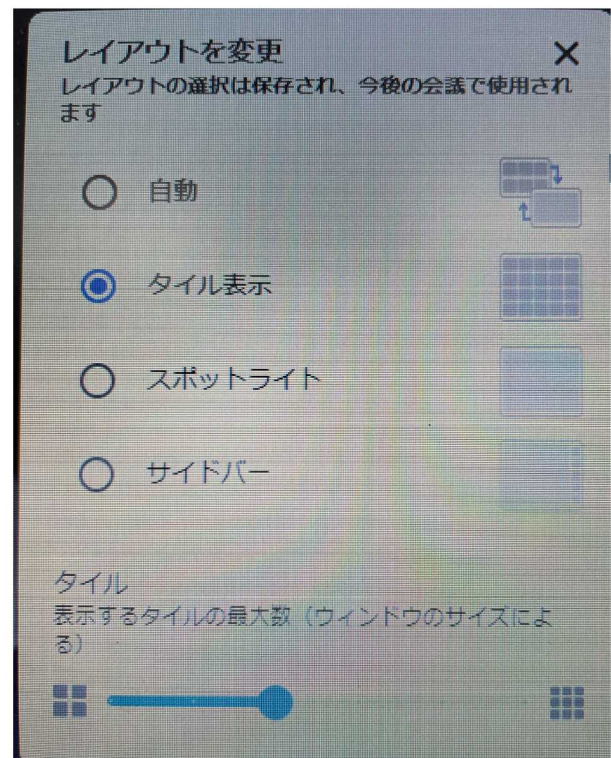 レイアウトを変更
レイアウトの選択は保存され、今後の会議で使用され
ます
自動
タイル表示
スポットライト
サイドバー
タイル
表示するタイルの最大数（ウィンドウのサイズによ
る）